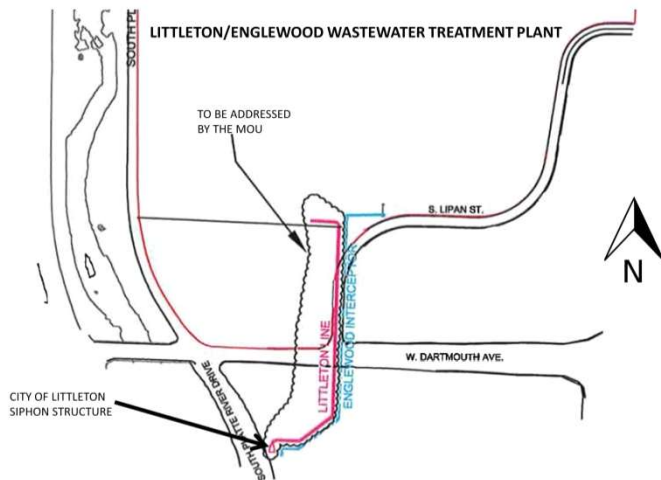 LITTLETON/ENGLEWOOD WASTEWATER TREATMENT PLANT
SOUTH PL
TO BE ADDRESSED
BY THE MOU
S. LIPAN ST.
N
LITTLETON LINE
ENGLEWOOD INTERCEPTOR
W. DARTMOUTH AVE.
CITY OF LITTLETON
SIPHON STRUCTURE
SOUTH PLATTE RIVER DRIVE